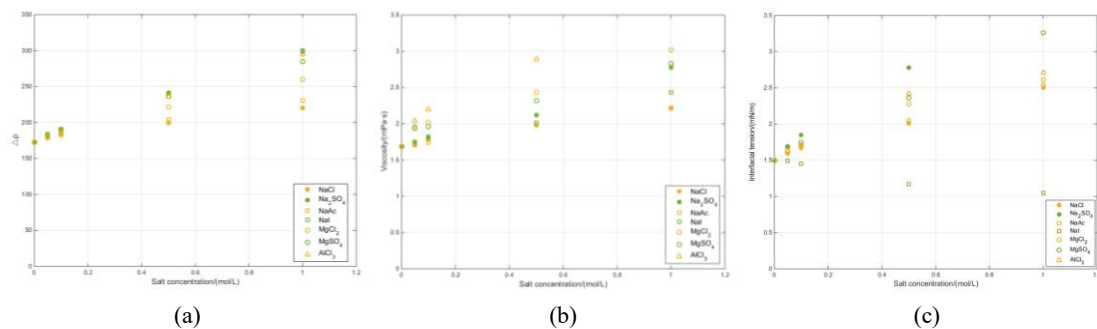 350
300
250
200
150
100
50
0
0
0.2
0.4
0.6
0.8
1
1.2
Δρ
Salt concentration/(mol/L)
NaCl
Na2SO4
NaAc
NaI
MgCl2
MgSO4
AlCl3
(a)
3.5
3
2.5
2
1.5
1
0.5
0
0
0.2
0.4
0.6
0.8
1
1.2
Viscosity/(mPa·s)
Salt concentration/(mol/L)
NaCl
Na2SO4
NaAc
NaI
MgCl2
MgSO4
AlCl3
(b)
3.5
3
2.5
2
1.5
1
0.5
0
0.2
0.4
0.6
0.8
1
Interfacial tension/(mN/m)
Salt concentration/(mol/L)
NaCl
Na2SO4
NaAc
NaI
MgCl2
MgSO4
AlCl3
(c)